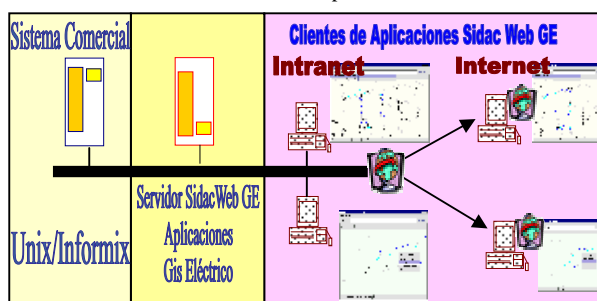 Sistema Comercial
Unix/Informix
Servidor SidacWeb GE
Aplicaciones
Gis Eléctrico
Clientes de Aplicaciones Sidac Web GE
Intranet
Internet